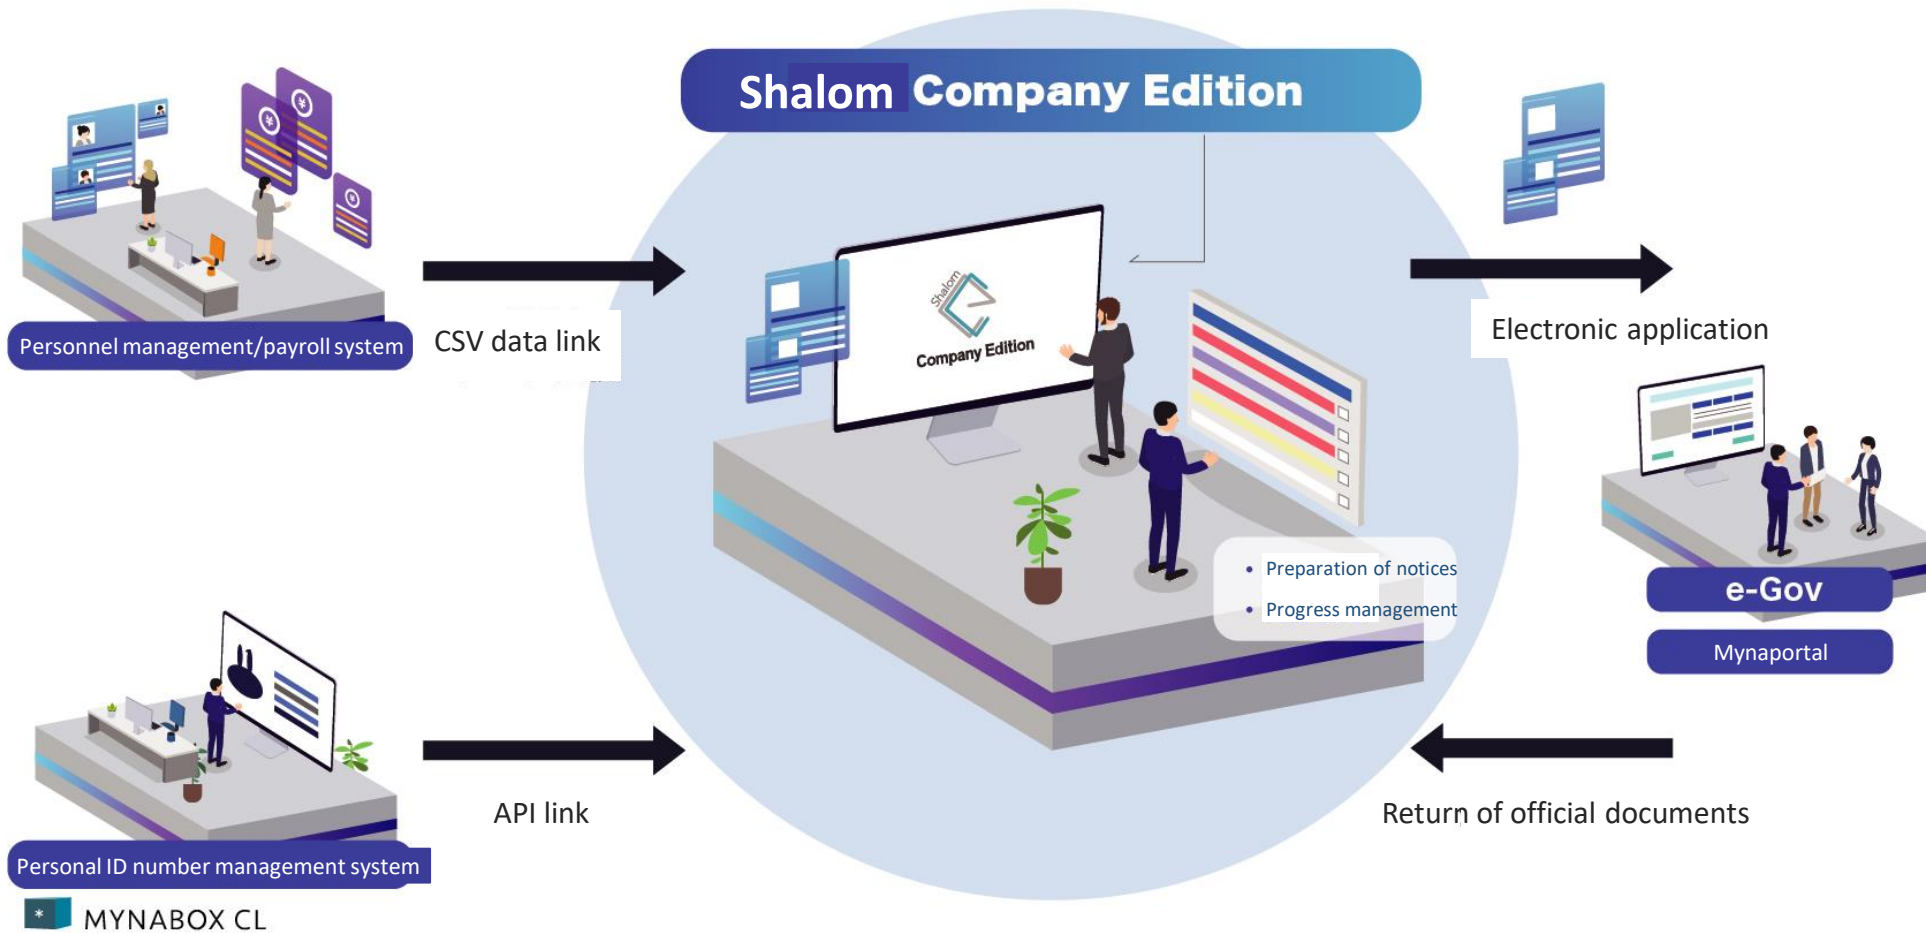 Shalom Company Edition
Personnel management/payroll system
CSV data link
Shalom
Company Edition
Electronic application
• Preparation of notices
• Progress management
e-Gov
Mynaportal
API link
Return of official documents
Personal ID number management system
* MYNABOX CL
¥
¥
¥